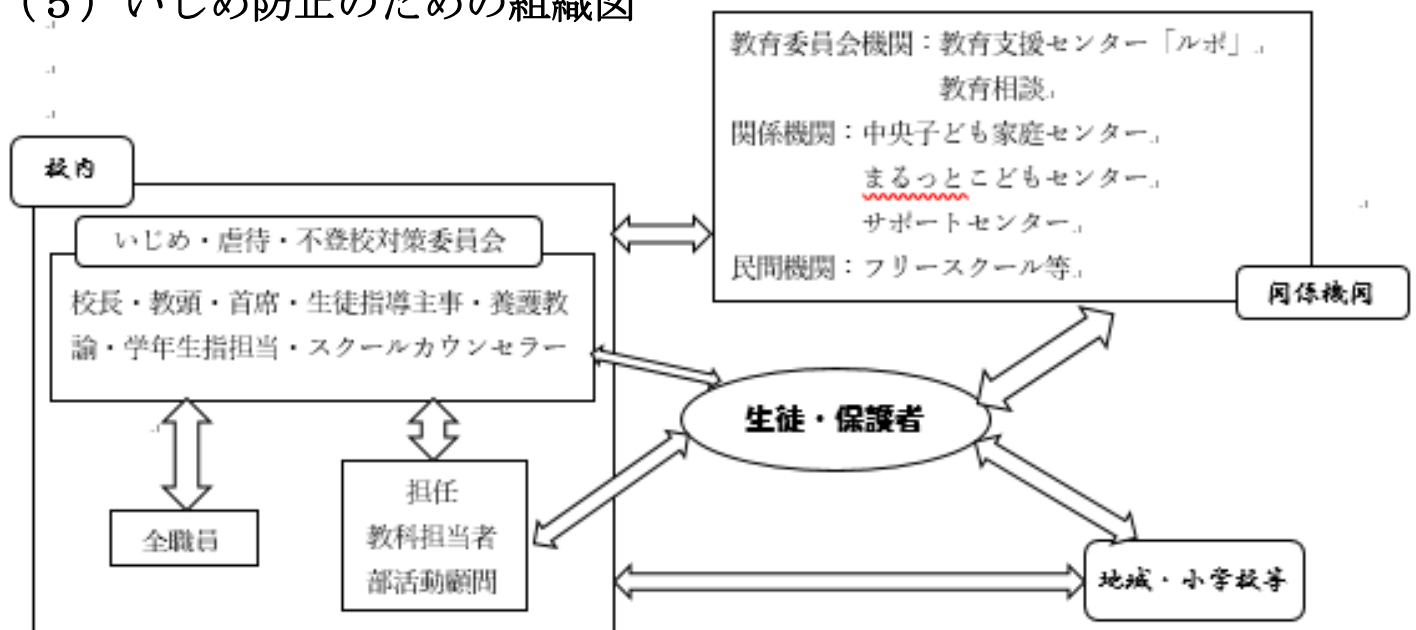 （５）いじめ防止のための組織図
教育委員会機関：教育支援センター「ルポ」
教育相談
関係機関：中央子ども家庭センター
まるっとこどもセンター
サポートセンター
民間機関：フリースクール等
関係機関
校内
いじめ・虐待・不登校対策委員会
校長・教頭・首席・生徒指導主事・養護教
諭・学年生指担当・スクールカウンセラー
生徒・保護者
担任
教科担当者
部活動顧問
全職員
地域・小学校等